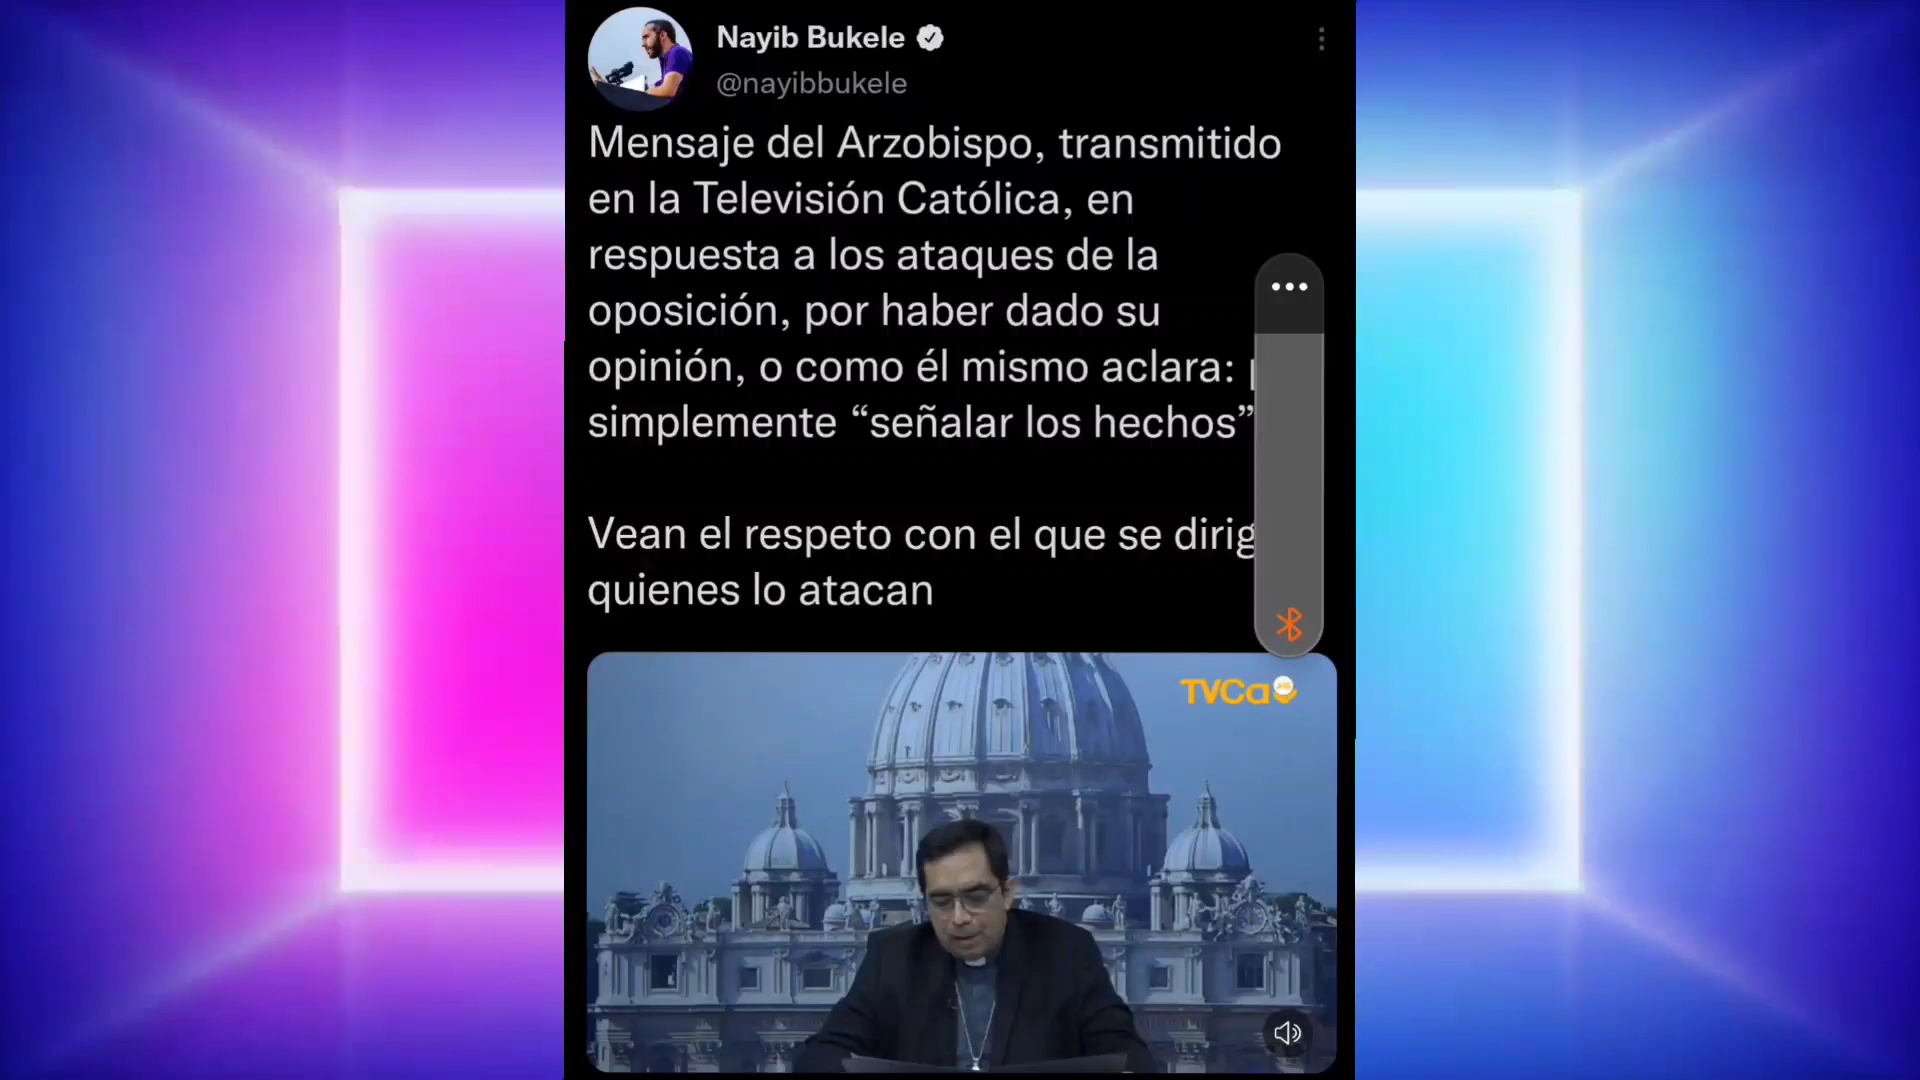 Nayib Bukele
@nayibbukele
Mensaje del Arzobispo, transmitido
en la Televisión Católica, en
respuesta a los ataques de la
oposición, por haber dado su
opinión, o como él mismo aclara:
simplemente “señalar los hechos”
Vean el respeto con el que se
quienes lo atacan
TVCa